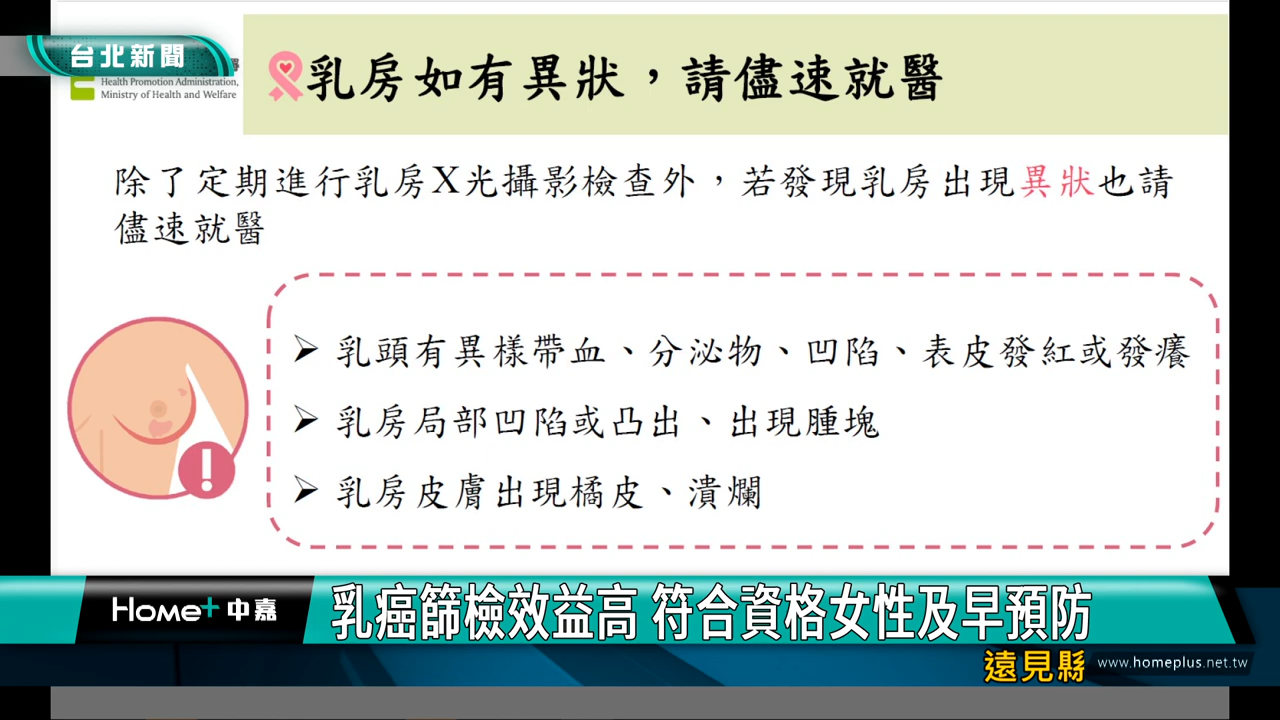 台北新聞
Health Promotion Administration,
Ministry of Health and Welfare
乳房如有異狀，請儘速就醫
除了定期進行乳房X光攝影檢查外，若發現乳房出現異狀也請
儘速就醫
➢ 乳頭有異樣帶血、分泌物、凹陷、表皮發紅或發癢
➢ 乳房局部凹陷或凸出、出現腫塊
➢ 乳房皮膚出現橘皮、潰爛
!
Home+中嘉
乳癌篩檢效益高 符合資格女性及早預防
遠見縣
www.homeplus.net.tw